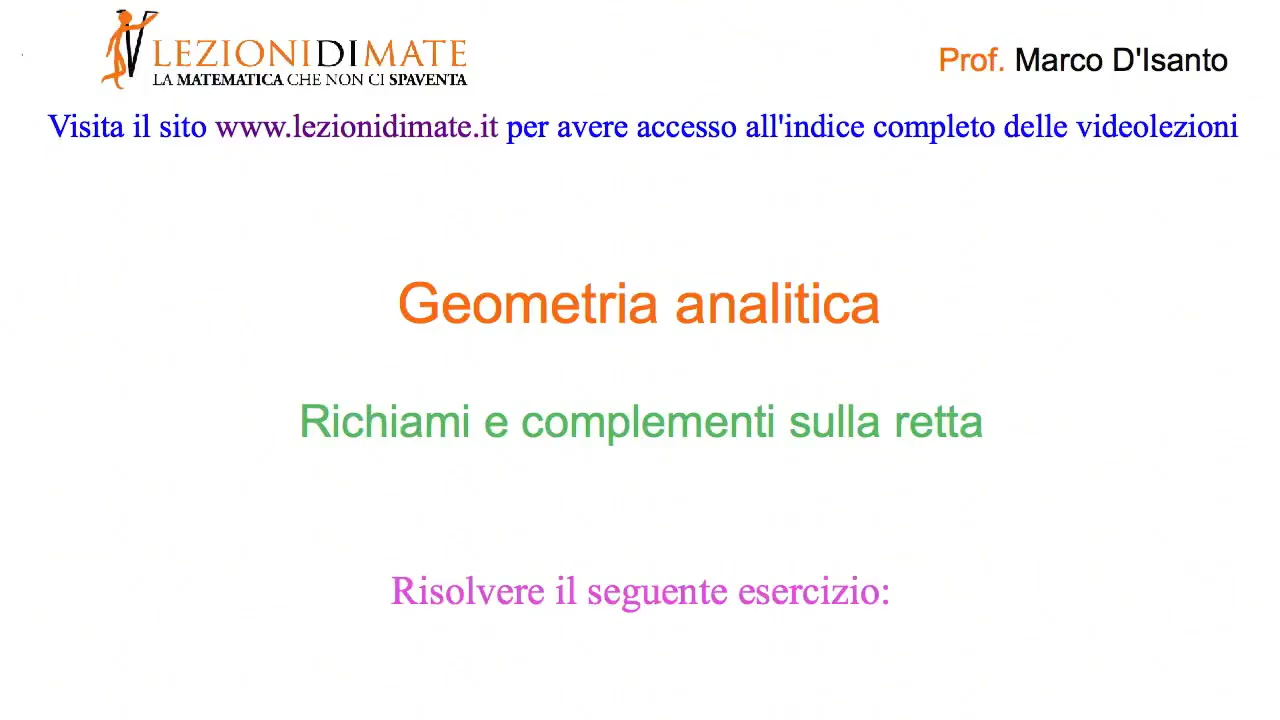 LEZIONIDIMATE
LA MATEMATICA CHE NON CI SPAVENTA
Prof. Marco D'Isanto
Visita il sito www.lezionidimate.it per avere accesso all'indice completo delle videolezioni
Geometria analitica
Richiami e complementi sulla retta
Risolvere il seguente esercizio: